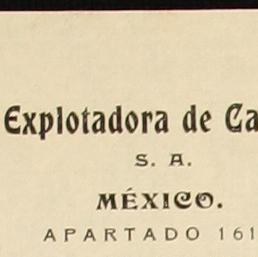 Explotadora de Ca
S. A.
MÉXICO.
APARTADO 161